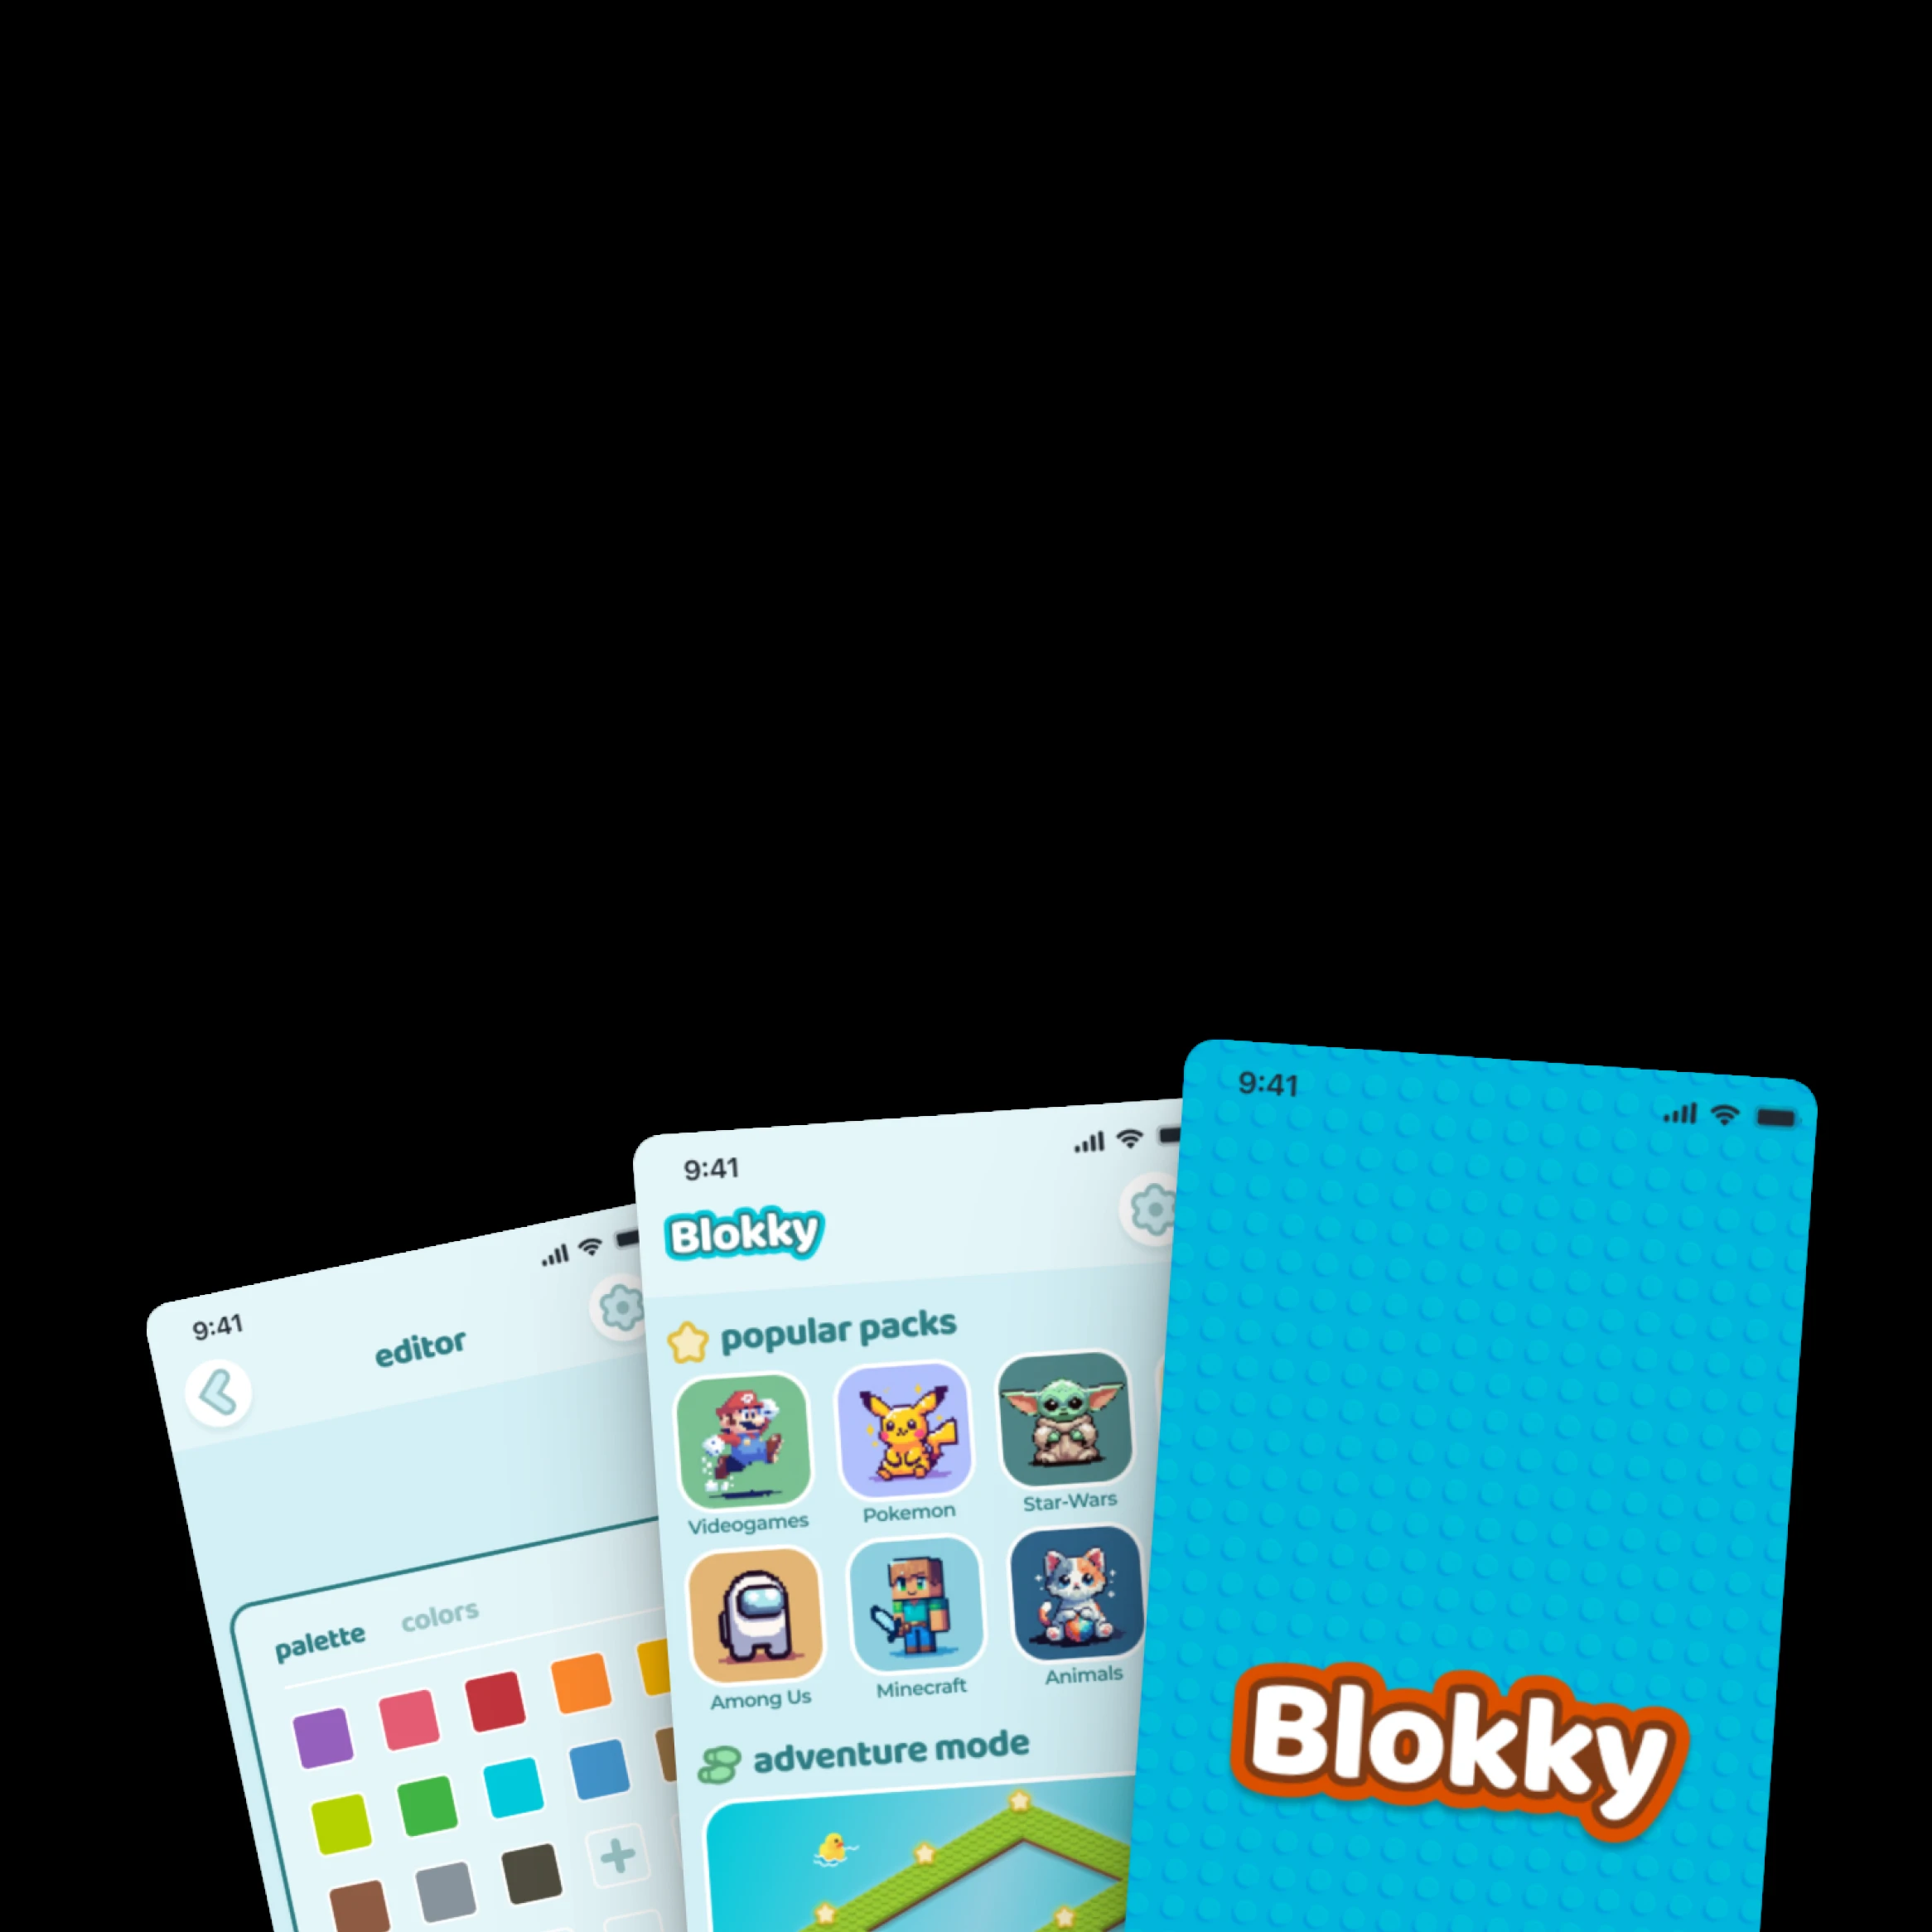 9:41
editor
palette colors
9:41
Blokky
popular packs
Videogames Pokemon Star-Wars
Among Us Minecraft Animals
adventure mode
9:41
Blokky